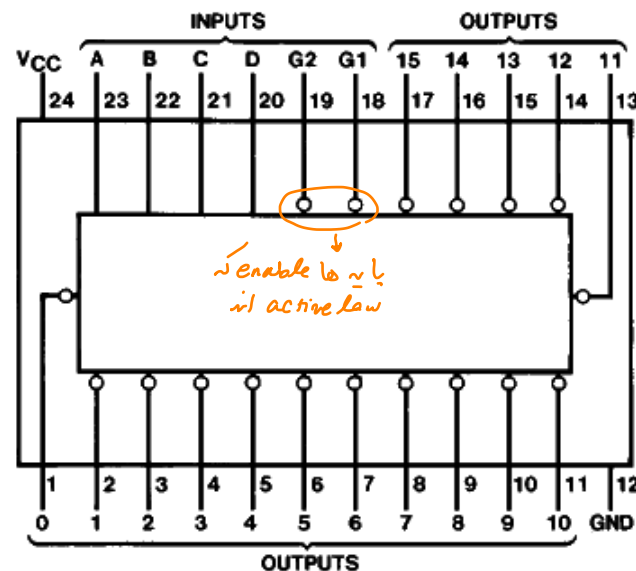 INPUTS OUTPUTS
VCC A B C D G2 G1 15 14 13 12 11
24 23 22 21 20 19 18 17 16 15 14 13
پایه ها enable
active low اند
1 2 3 4 5 6 7 8 9 10 11 12
0 1 2 3 4 5 6 7 8 9 10 GND
OUTPUTS